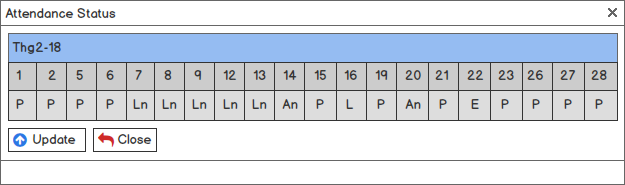 Attendance Status
Thg2-18
1 2 5 6 7 8 9 12 13 14 15 16 19 20 21 22 23 26 27 28
P P P P Ln Ln Ln Ln Ln An P L P An P E P P P P
Update Close